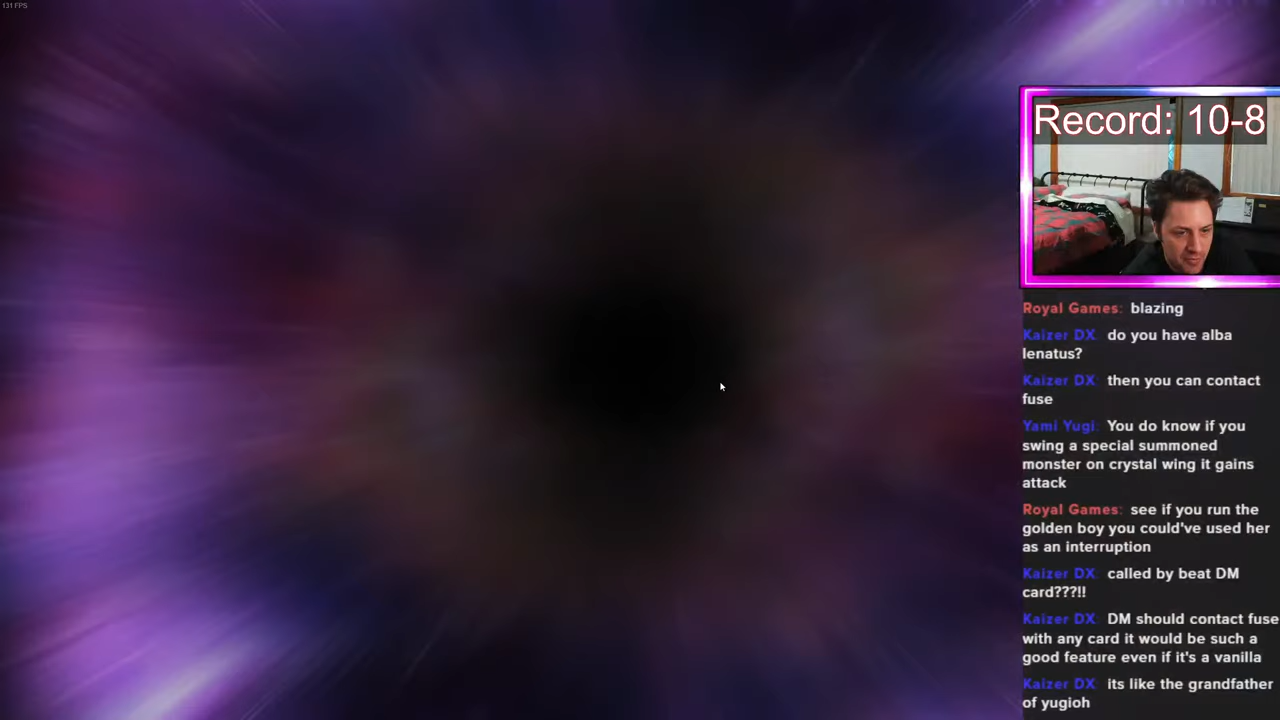 131 FPS
Record: 10-8
Royal Games: blazing
Kaizer DX: do you have alba
lenatus?
Kaizer DX: then you can contact
fuse
Yami Yugi: You do know if you
swing a special summoned
monster on crystal wing it gains
attack
Royal Games: see if you run the
golden boy you could've used her
as an interruption
Kaizer DX: called by beat DM
card???!!
Kaizer DX: DM should contact fuse
with any card it would be such a
good feature even if it's a vanilla
Kaizer DX: its like the grandfather
of yugioh